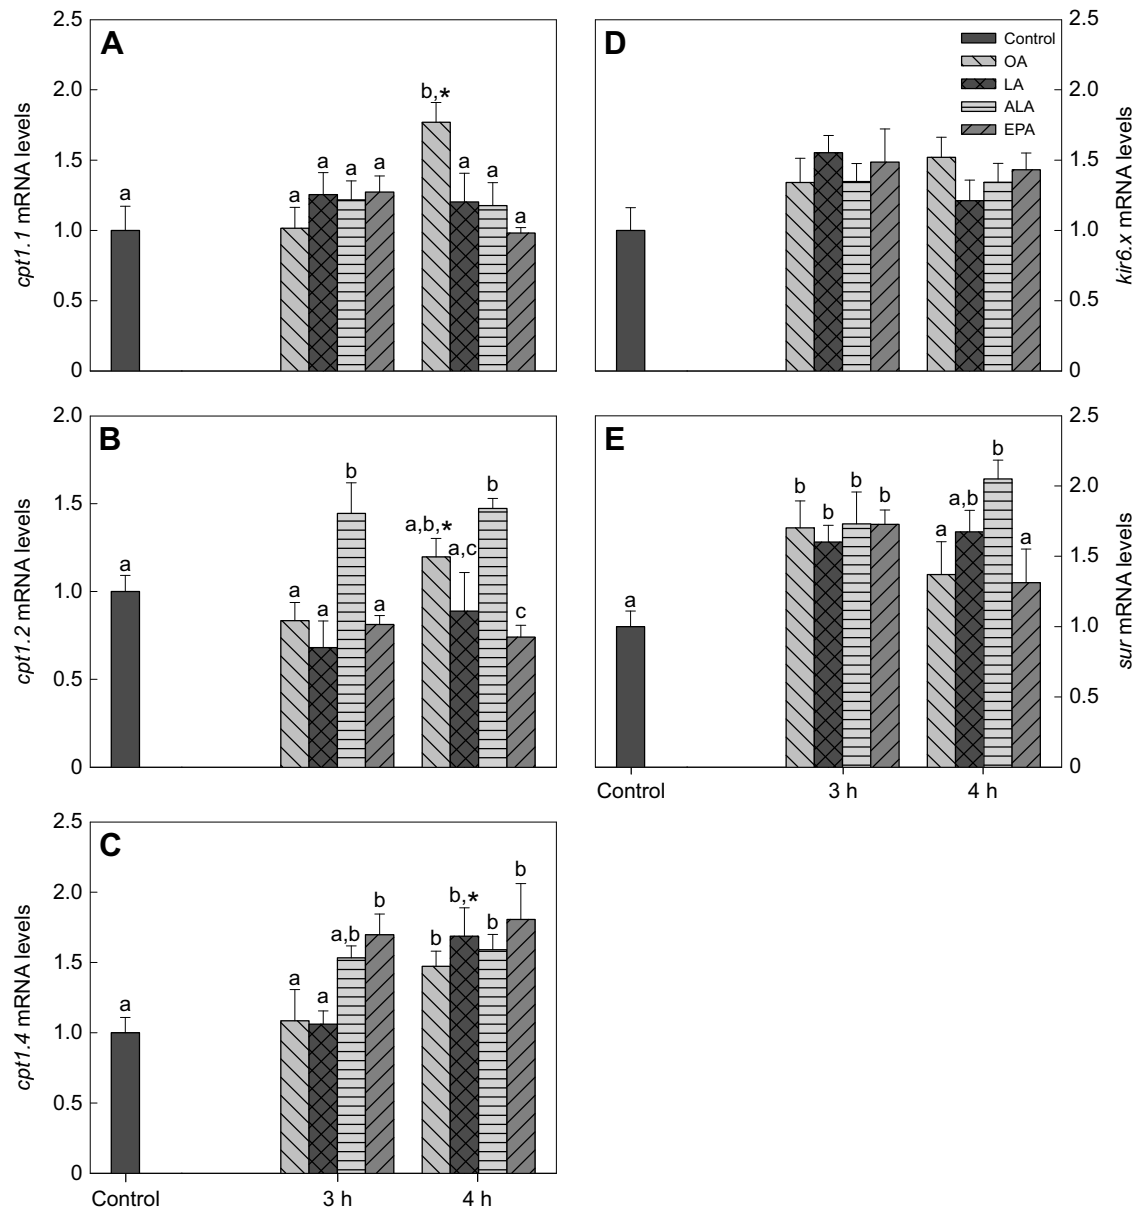 A
cpt1.1 mRNA levels
2.5
2.0
1.5
1.0
0.5
0
a
a
a
a
a
b,*
a
a
a
D
Control
OA
LA
ALA
EPA
kir6.x mRNA levels
2.5
2.0
1.5
1.0
0.5
0
B
cpt1.2 mRNA levels
2.0
1.5
1.0
0.5
0
a
a
a
b
a
a,b,*
a,c
b
c
E
sur mRNA levels
2.5
2.0
1.5
1.0
0.5
0
a
b
b
b
b
a
a,b
b
a
Control
3 h
4 h
C
cpt1.4 mRNA levels
2.5
2.0
1.5
1.0
0.5
0
a
a
a
a,b
b
b
b,*
b
b
Control
3 h
4 h